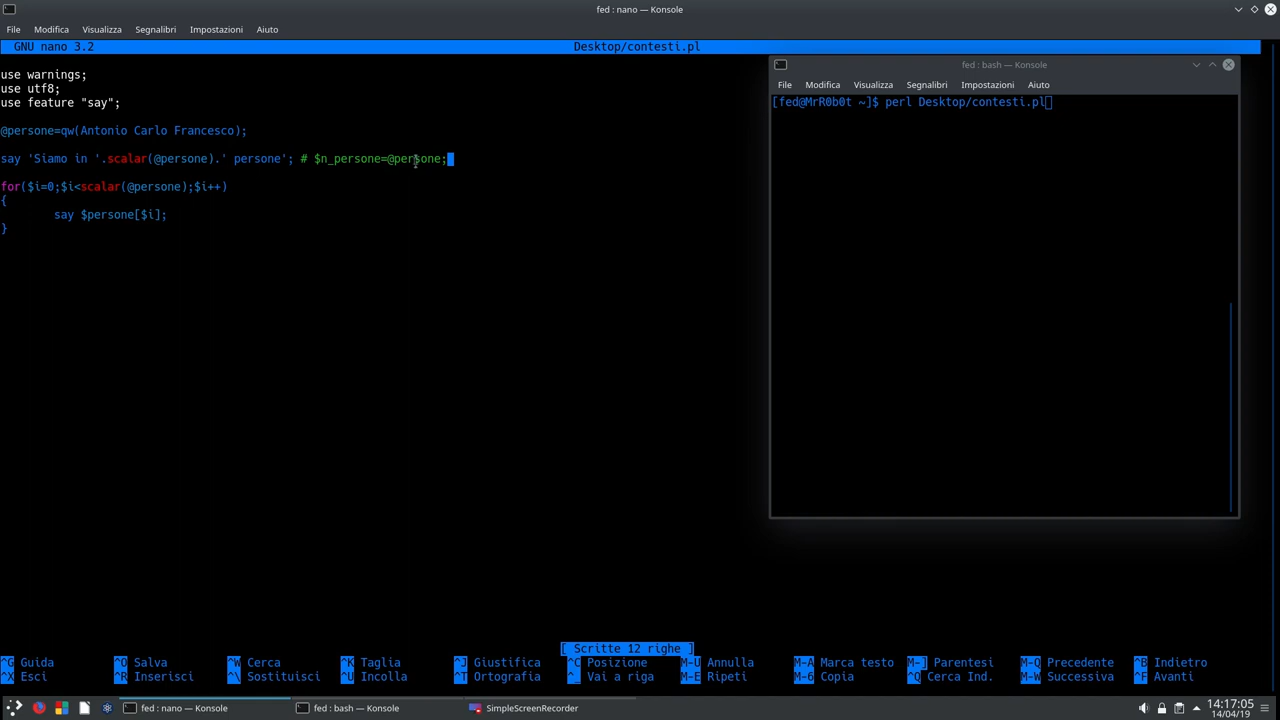 fed : nano — Konsole
File Modifica Visualizza Segnalibri Impostazioni Aiuto
GNU nano 3.2 Desktop/contesti.pl
use warnings;
use utf8;
use feature "say";
@persone=qw(Antonio Carlo Francesco);
say 'Siamo in '.scalar(@persone).' persone'; # $n_persone=@persone;
for($i=0;$i<scalar(@persone);$i++)
{
say $persone[$i];
}
fed : bash — Konsole
File Modifica Visualizza Segnalibri Impostazioni Aiuto
[fed@MrR0b0t ~]$ perl Desktop/contesti.pl
[ Scritte 12 righe ]
^G Guida ^O Salva ^W Cerca ^K Taglia ^J Giustifica ^C Posizione M-U Annulla M-A Marca testo M-] Parentesi M-Q Precedente ^B Indietro
^X Esci ^R Inserisci ^\ Sostituisci ^U Incolla ^T Ortografia ^_ Vai a riga M-E Ripeti M-6 Copia ^Q Cerca Ind. M-W Successiva ^F Avanti
fed : nano — Konsole fed : bash — Konsole SimpleScreenRecorder 14:17:05
14/04/19